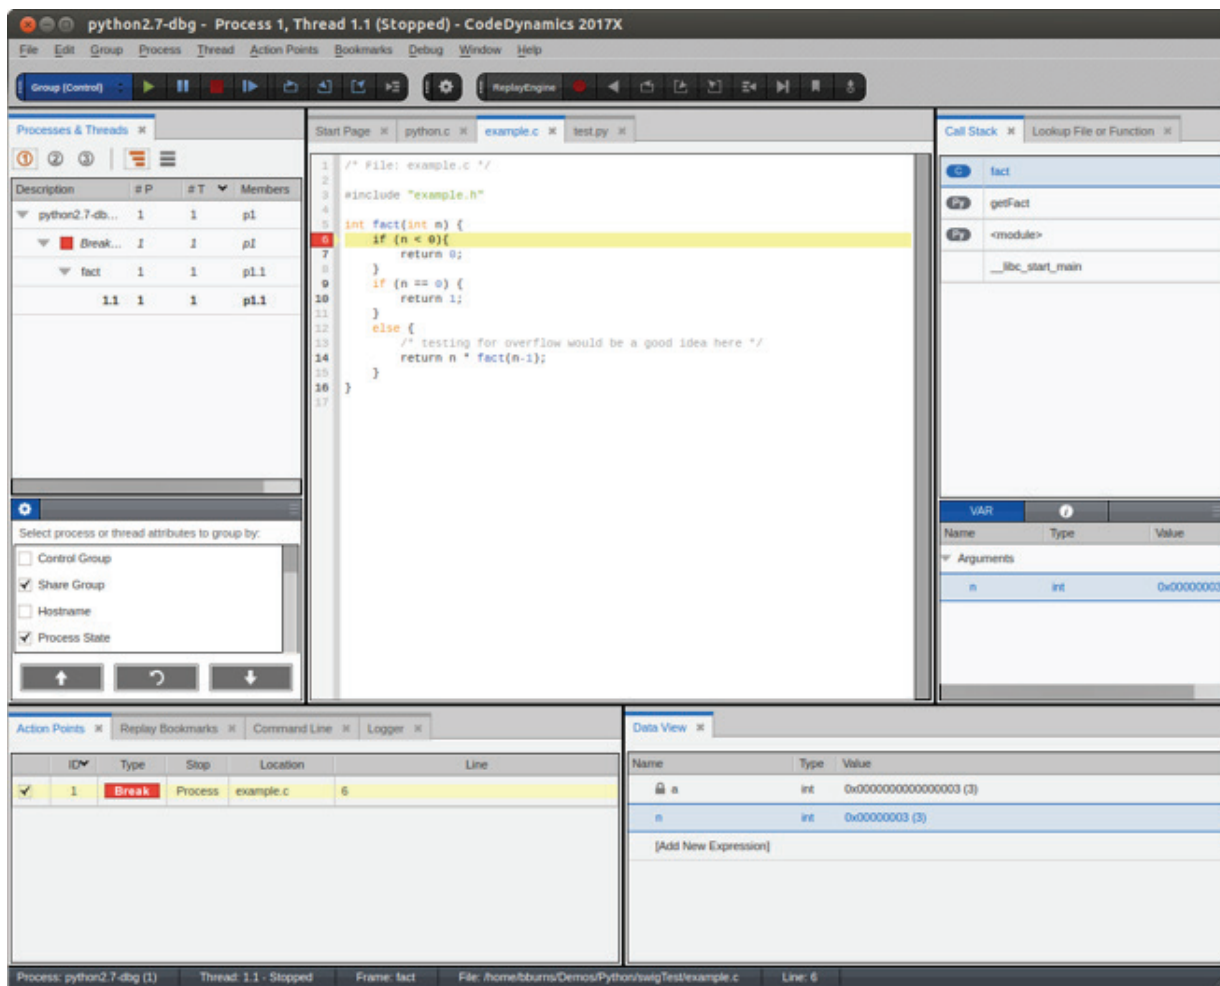 python2.7-dbg - Process 1, Thread 1.1 (Stopped) - CodeDynamics 2017X
File Edit Group Process Thread Action Points Bookmarks Debug Window Help
Group (Control) ReplayEngine
Processes & Threads
1 2 3
Description #P #T Members
python2.7-db... 1 1 p1
Break... 1 1 p1
fact 1 1 p1.1
1.1 1 1 p1.1
Select process or thread attributes to group by:
Control Group
Share Group
Hostname
Process State
Start Page python.c example.c test.py
1 /* File: example.c */
2
3 #include "example.h"
4
5 int fact(int n) {
6 if (n < 0){
7 return 0;
8 }
9 if (n == 0) {
10 return 1;
11 }
12 else {
13 /* testing for overflow would be a good idea here */
14 return n * fact(n-1);
15 }
16 }
17
Call Stack Lookup File or Function
C fact
Py getFact
Py <module>
__libc_start_main
VAR i
Name Type Value
Arguments
n int 0x00000003
Action Points Replay Bookmarks Command Line Logger
ID Type Stop Location Line
1 Break Process example.c 6
Data View
Name Type Value
a int 0x0000000000000003 (3)
n int 0x00000003 (3)
[Add New Expression]
Process: python2.7-dbg (1) Thread: 1.1 - Stopped Frame: fact File: /home/bburns/Demos/Python/swigTest/example.c Line: 6